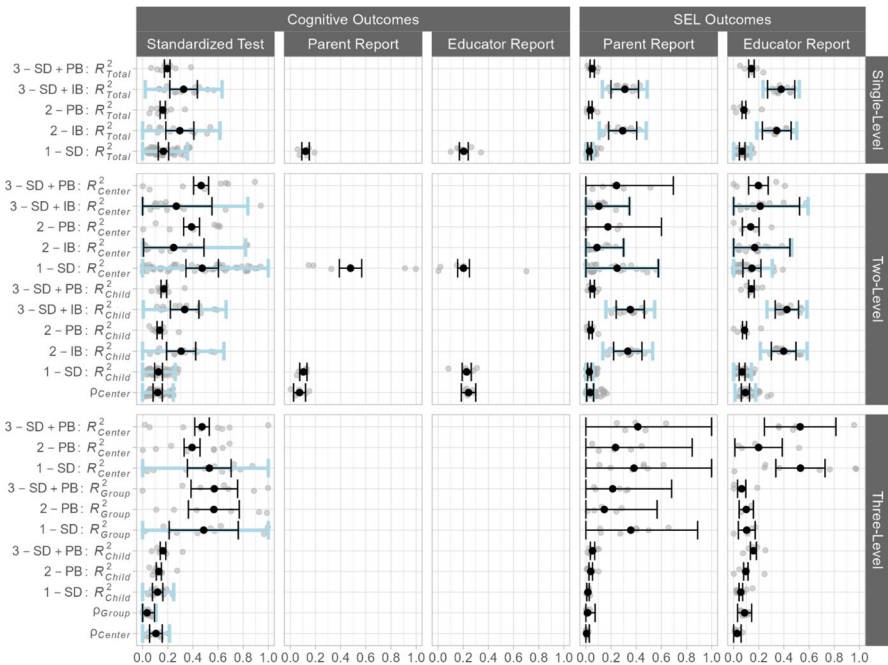 Cognitive Outcomes SEL Outcomes
Standardized Test Parent Report Educator Report Parent Report Educator Report
3 − SD + PB: R²Total
3 − SD + IB: R²Total
2 − PB: R²Total
2 − IB: R²Total
1 − SD: R²Total
Single-Level
3 − SD + PB: R²Center
3 − SD + IB: R²Center
2 − PB: R²Center
2 − IB: R²Center
1 − SD: R²Center
3 − SD + PB: R²Child
3 − SD + IB: R²Child
2 − PB: R²Child
2 − IB: R²Child
1 − SD: R²Child
ρCenter
Two-Level
3 − SD + PB: R²Center
2 − PB: R²Center
1 − SD: R²Center
3 − SD + PB: R²Group
2 − PB: R²Group
1 − SD: R²Group
3 − SD + PB: R²Child
2 − PB: R²Child
1 − SD: R²Child
ρGroup
ρCenter
Three-Level
0.0 0.2 0.4 0.6 0.8 1.0 0.0 0.2 0.4 0.6 0.8 1.0 0.0 0.2 0.4 0.6 0.8 1.0 0.0 0.2 0.4 0.6 0.8 1.0 0.0 0.2 0.4 0.6 0.8 1.0